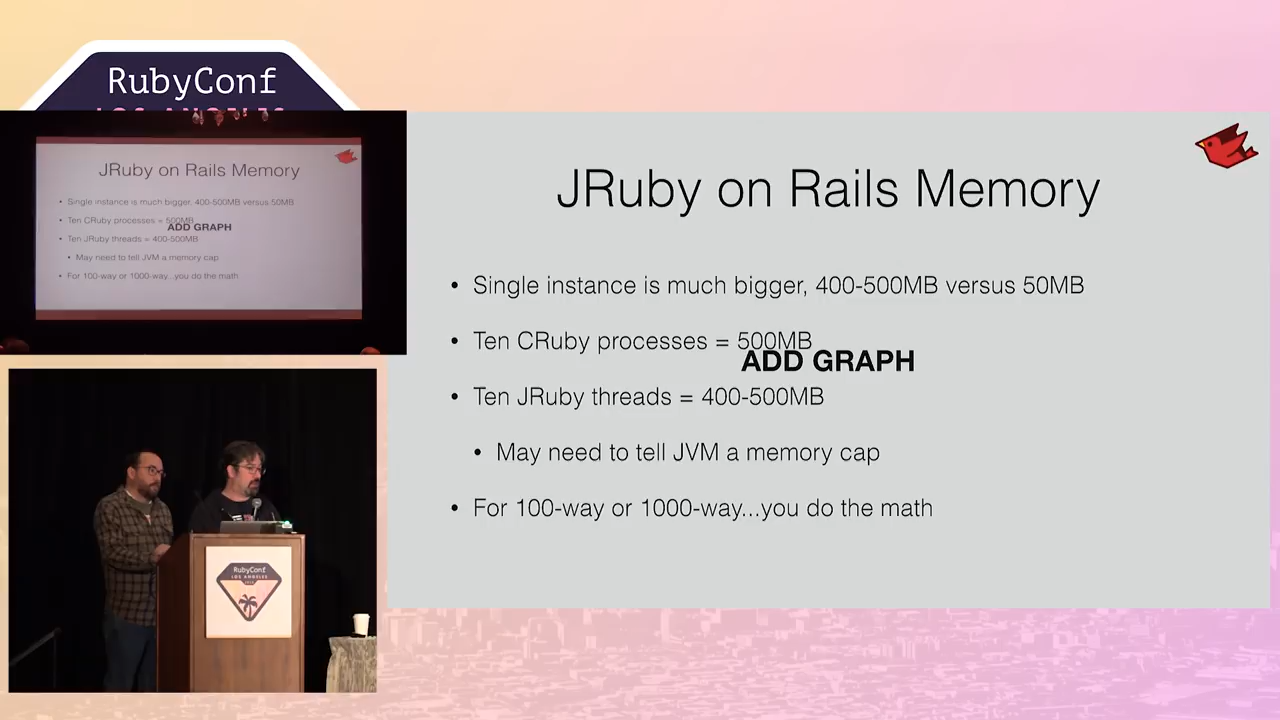 RubyConf
LOS ANGELES
JRuby on Rails Memory
• Single instance is much bigger, 400-500MB versus 50MB
• Ten CRuby processes = 500MB
ADD GRAPH
• Ten JRuby threads = 400-500MB
• May need to tell JVM a memory cap
• For 100-way or 1000-way...you do the math
JRuby on Rails Memory
• Single instance is much bigger, 400-500MB versus 50MB
• Ten CRuby processes = 500MB
ADD GRAPH
• Ten JRuby threads = 400-500MB
• May need to tell JVM a memory cap
• For 100-way or 1000-way...you do the math
RubyConf
LOS ANGELES